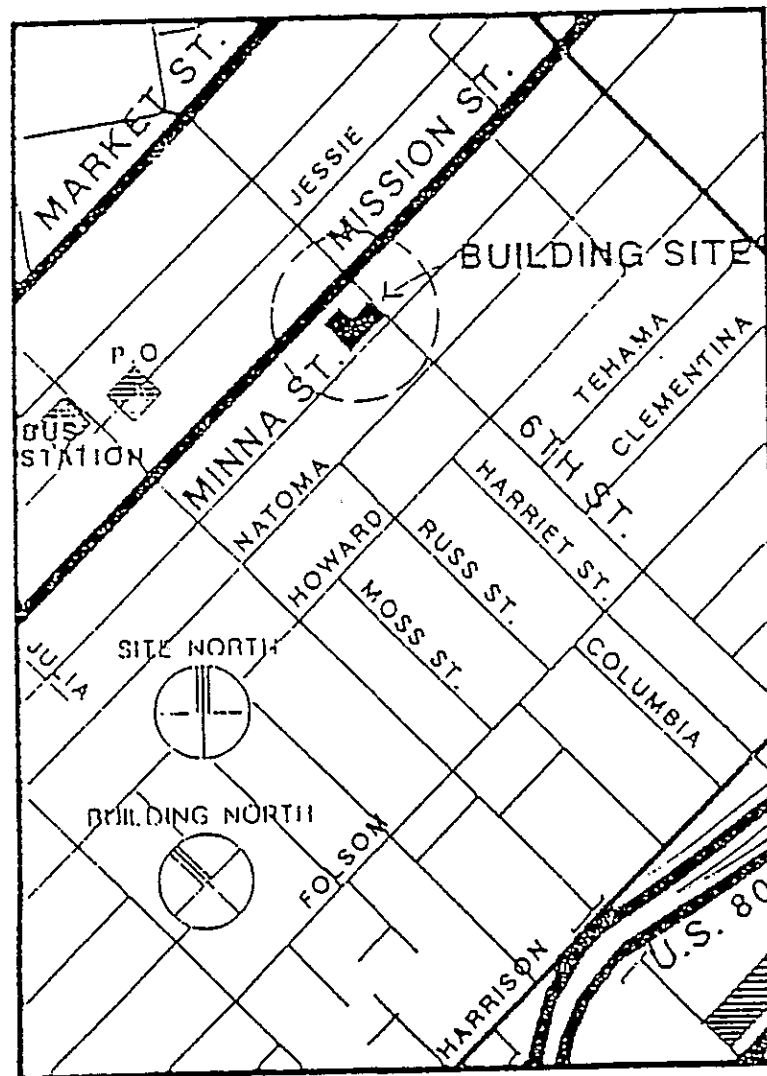 MARKET ST.
JESSIE
MISSION ST.
BUILDING SITE
P.O
BUS
STATION
MINNA ST.
TEHAMA
CLEMENTINA
6TH ST.
NATOMA
HOWARD
HARRIET ST.
RUSS ST.
MOSS ST.
COLUMBIA
JULIA
SITE NORTH
BUILDING NORTH
FOLSOM
HARRISON
U.S. 80